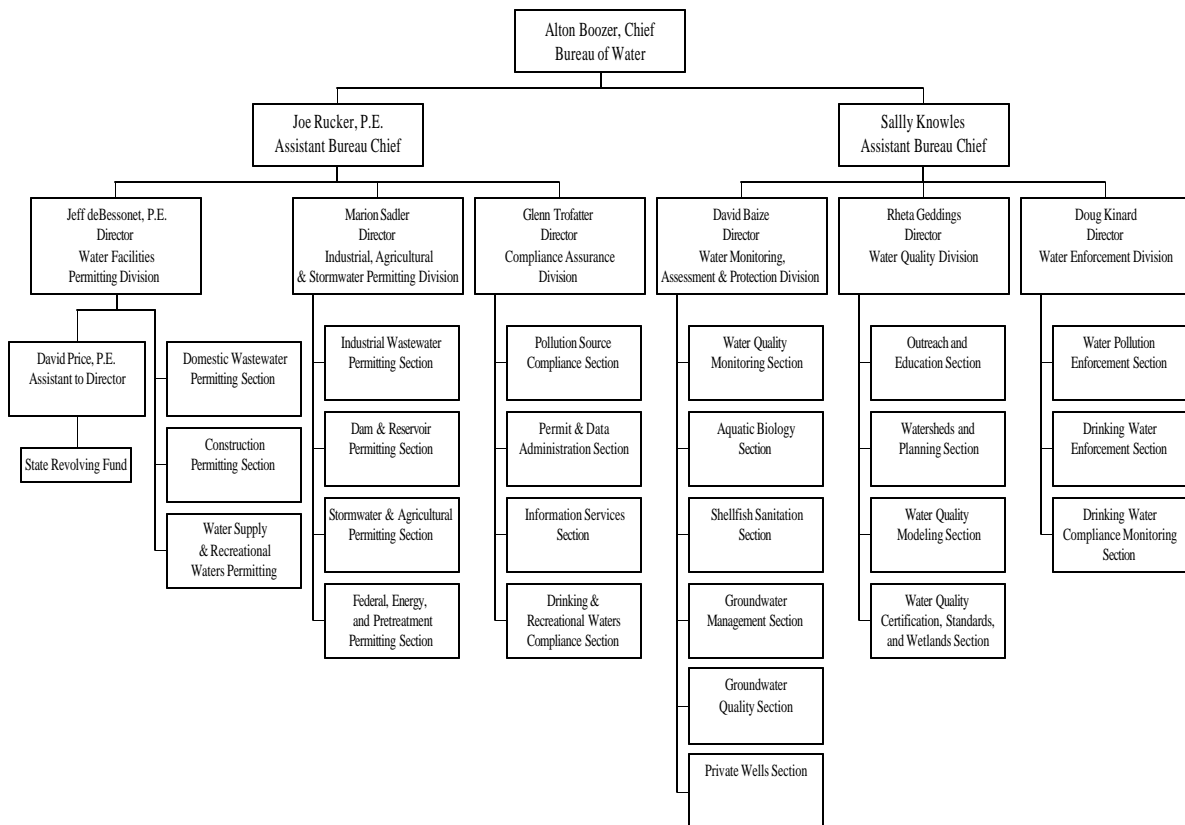 Alton Boozer, Chief
Bureau of Water
Joe Rucker, P.E.
Assistant Bureau Chief
Sallly Knowles
Assistant Bureau Chief
Jeff deBessonet, P.E.
Director
Water Facilities
Permitting Division
Marion Sadler
Director
Industrial, Agricultural
& Stormwater Permitting Division
Glenn Trofatter
Director
Compliance Assurance
Division
David Baize
Director
Water Monitoring,
Assessment & Protection Division
Rheta Geddings
Director
Water Quality Division
Doug Kinard
Director
Water Enforcement Division
David Price, P.E.
Assistant to Director
State Revolving Fund
Domestic Wastewater
Permitting Section
Construction
Permitting Section
Water Supply
& Recreational
Waters Permitting
Industrial Wastewater
Permitting Section
Dam & Reservoir
Permitting Section
Stormwater & Agricultural
Permitting Section
Federal, Energy,
and Pretreatment
Permitting Section
Pollution Source
Compliance Section
Permit & Data
Administration Section
Information Services
Section
Drinking &
Recreational Waters
Compliance Section
Water Quality
Monitoring Section
Aquatic Biology
Section
Shellfish Sanitation
Section
Groundwater
Management Section
Groundwater
Quality Section
Private Wells Section
Outreach and
Education Section
Watersheds and
Planning Section
Water Quality
Modeling Section
Water Quality
Certification, Standards,
and Wetlands Section
Water Pollution
Enforcement Section
Drinking Water
Enforcement Section
Drinking Water
Compliance Monitoring
Section